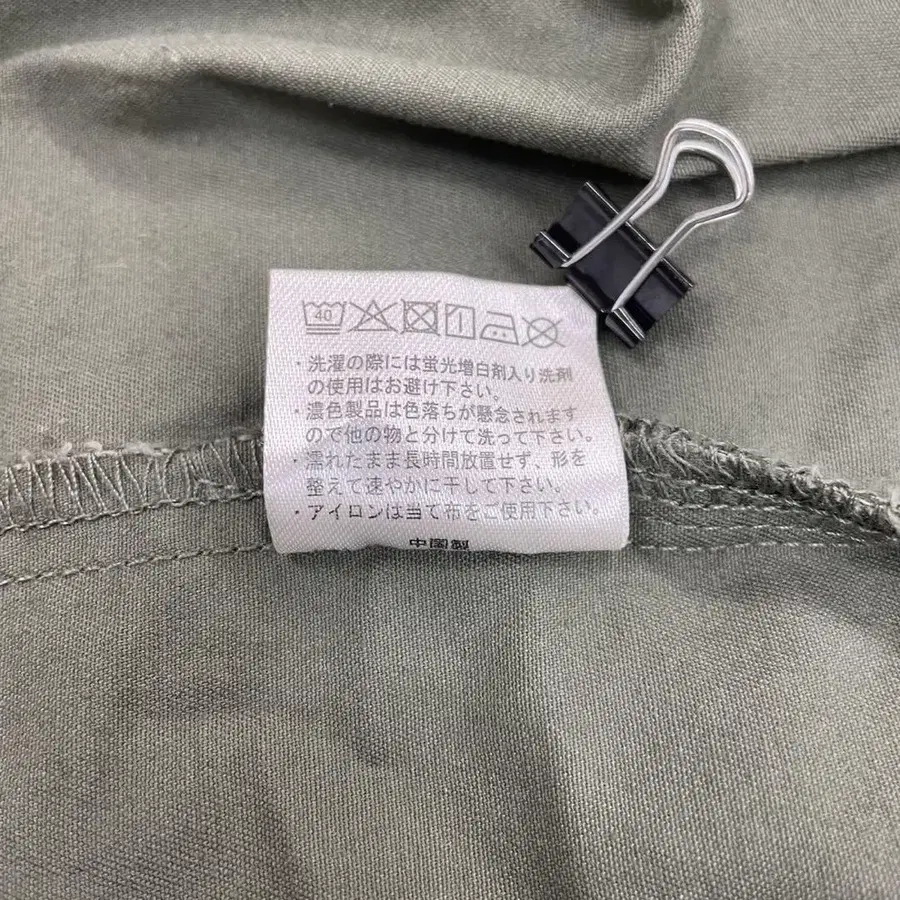 40
・洗濯の際には蛍光増白剤入り洗剤
の使用はお避け下さい。
・濃色製品は色落ちが懸念されます
ので他の物と分けて洗って下さい。
・濡れたまま長時間放置せず、形を
整えて速やかに干して下さい。
・アイロンは当て布をご使用下さい。
中国製